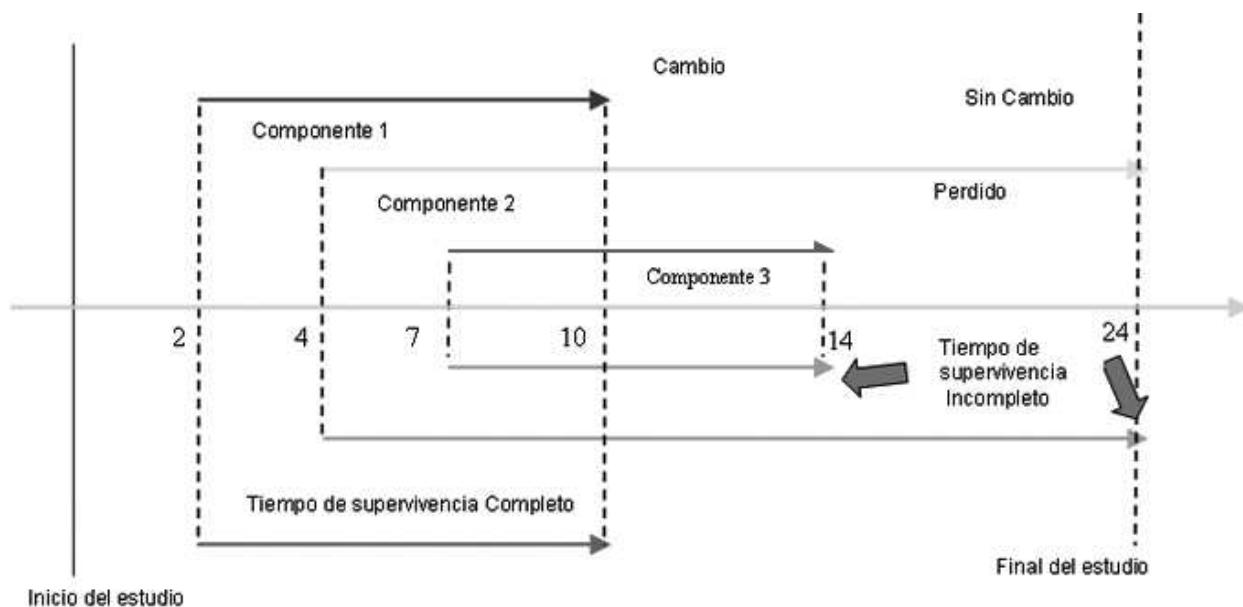 Cambio
Sin Cambio
Componente 1
Perdido
Componente 2
Componente 3
2
4
7
10
14
24
Tiempo de
supervivencia
Incompleto
Tiempo de supervivencia Completo
Final del estudio
Inicio del estudio